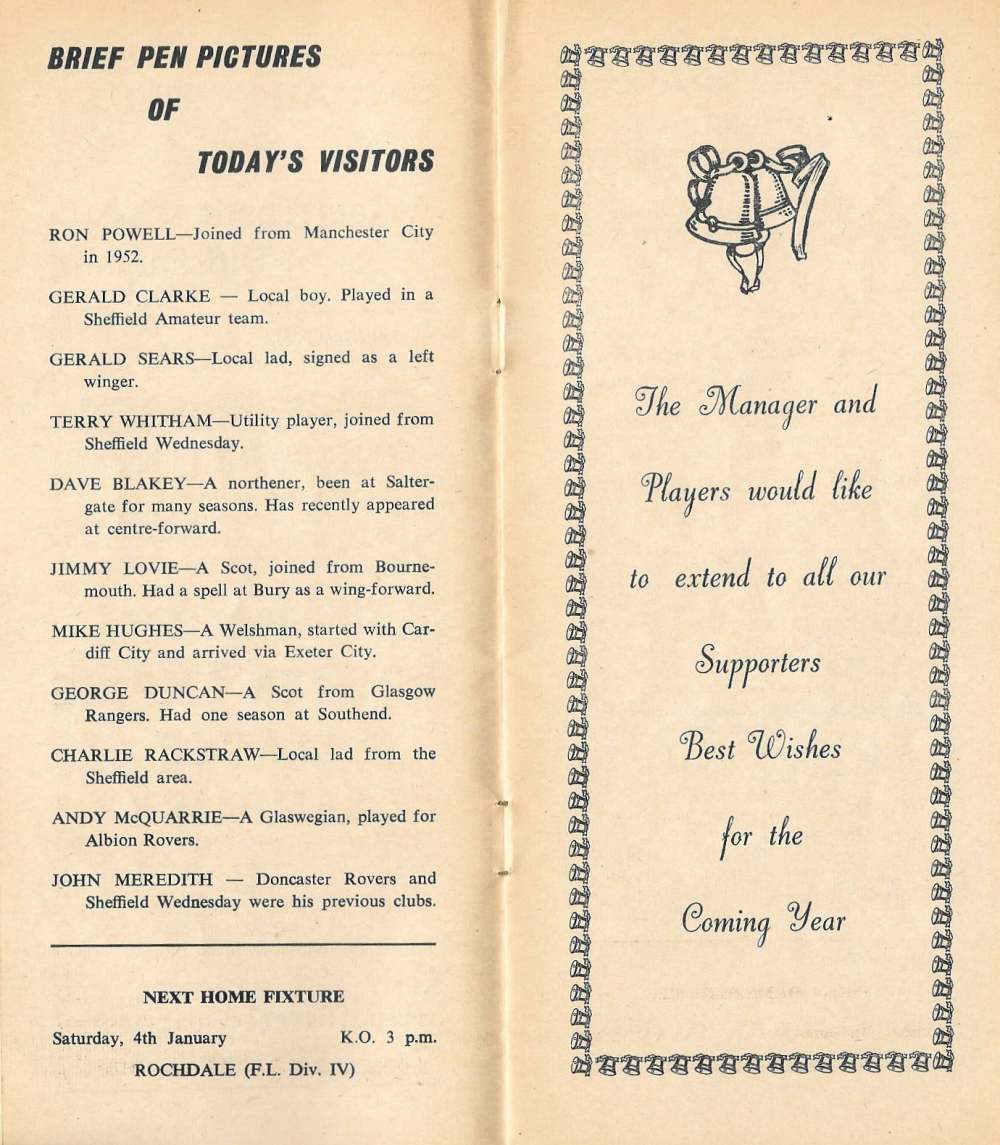 BRIEF PEN PICTURES
OF
TODAY'S VISITORS
RON POWELL—Joined from Manchester City
in 1952.
GERALD CLARKE — Local boy. Played in a
Sheffield Amateur team.
GERALD SEARS—Local lad, signed as a left
winger.
TERRY WHITHAM—Utility player, joined from
Sheffield Wednesday.
DAVE BLAKEY—A northener, been at Salter-
gate for many seasons. Has recently appeared
at centre-forward.
JIMMY LOVIE—A Scot, joined from Bourne-
mouth. Had a spell at Bury as a wing-forward.
MIKE HUGHES—A Welshman, started with Car-
diff City and arrived via Exeter City.
GEORGE DUNCAN—A Scot from Glasgow
Rangers. Had one season at Southend.
CHARLIE RACKSTRAW—Local lad from the
Sheffield area.
ANDY McQUARRIE—A Glaswegian, played for
Albion Rovers.
JOHN MEREDITH — Doncaster Rovers and
Sheffield Wednesday were his previous clubs.
NEXT HOME FIXTURE
Saturday, 4th January K.O. 3 p.m.
ROCHDALE (F.L. Div. IV)
The Manager and
Players would like
to extend to all our
Supporters
Best Wishes
for the
Coming Year